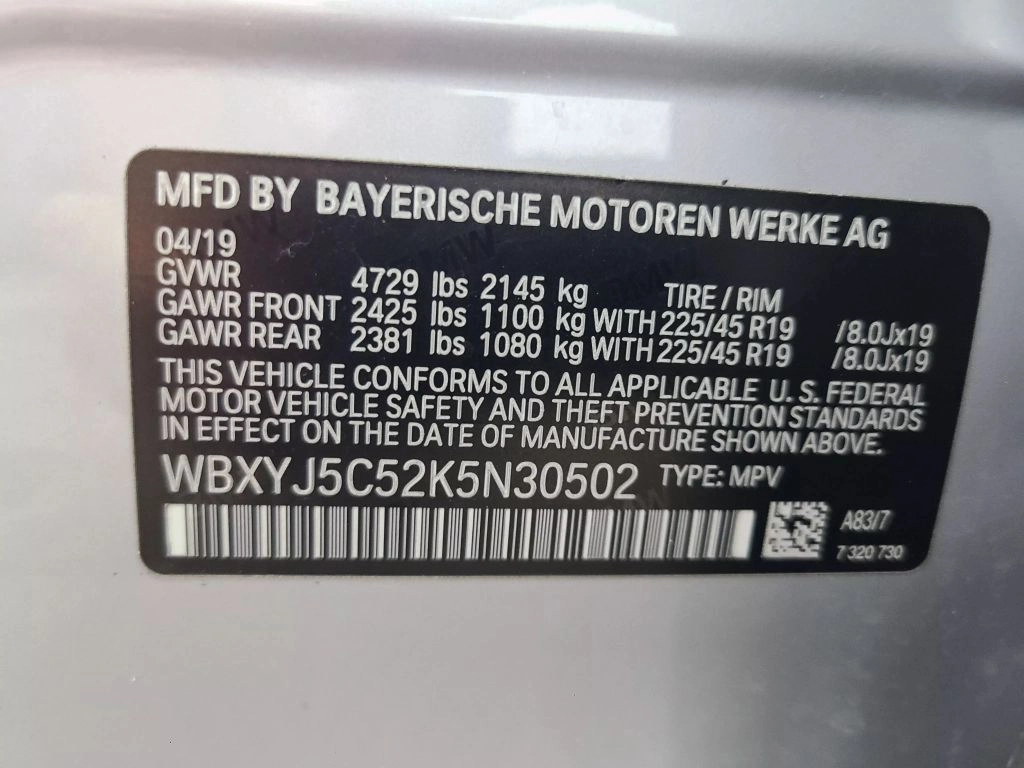 MFD BY BAYERISCHE MOTOREN WERKE AG
04/19
GVWR 4729 lbs 2145 kg TIRE / RIM
GAWR FRONT 2425 lbs 1100 kg WITH 225/45 R19 /8.0Jx19
GAWR REAR 2381 lbs 1080 kg WITH 225/45 R19 /8.0Jx19
THIS VEHICLE CONFORMS TO ALL APPLICABLE U.S. FEDERAL
MOTOR VEHICLE SAFETY AND THEFT PREVENTION STANDARDS
IN EFFECT ON THE DATE OF MANUFACTURE SHOWN ABOVE.
WBXYJ5C52K5N30502 TYPE: MPV
A83/7
7 320 730